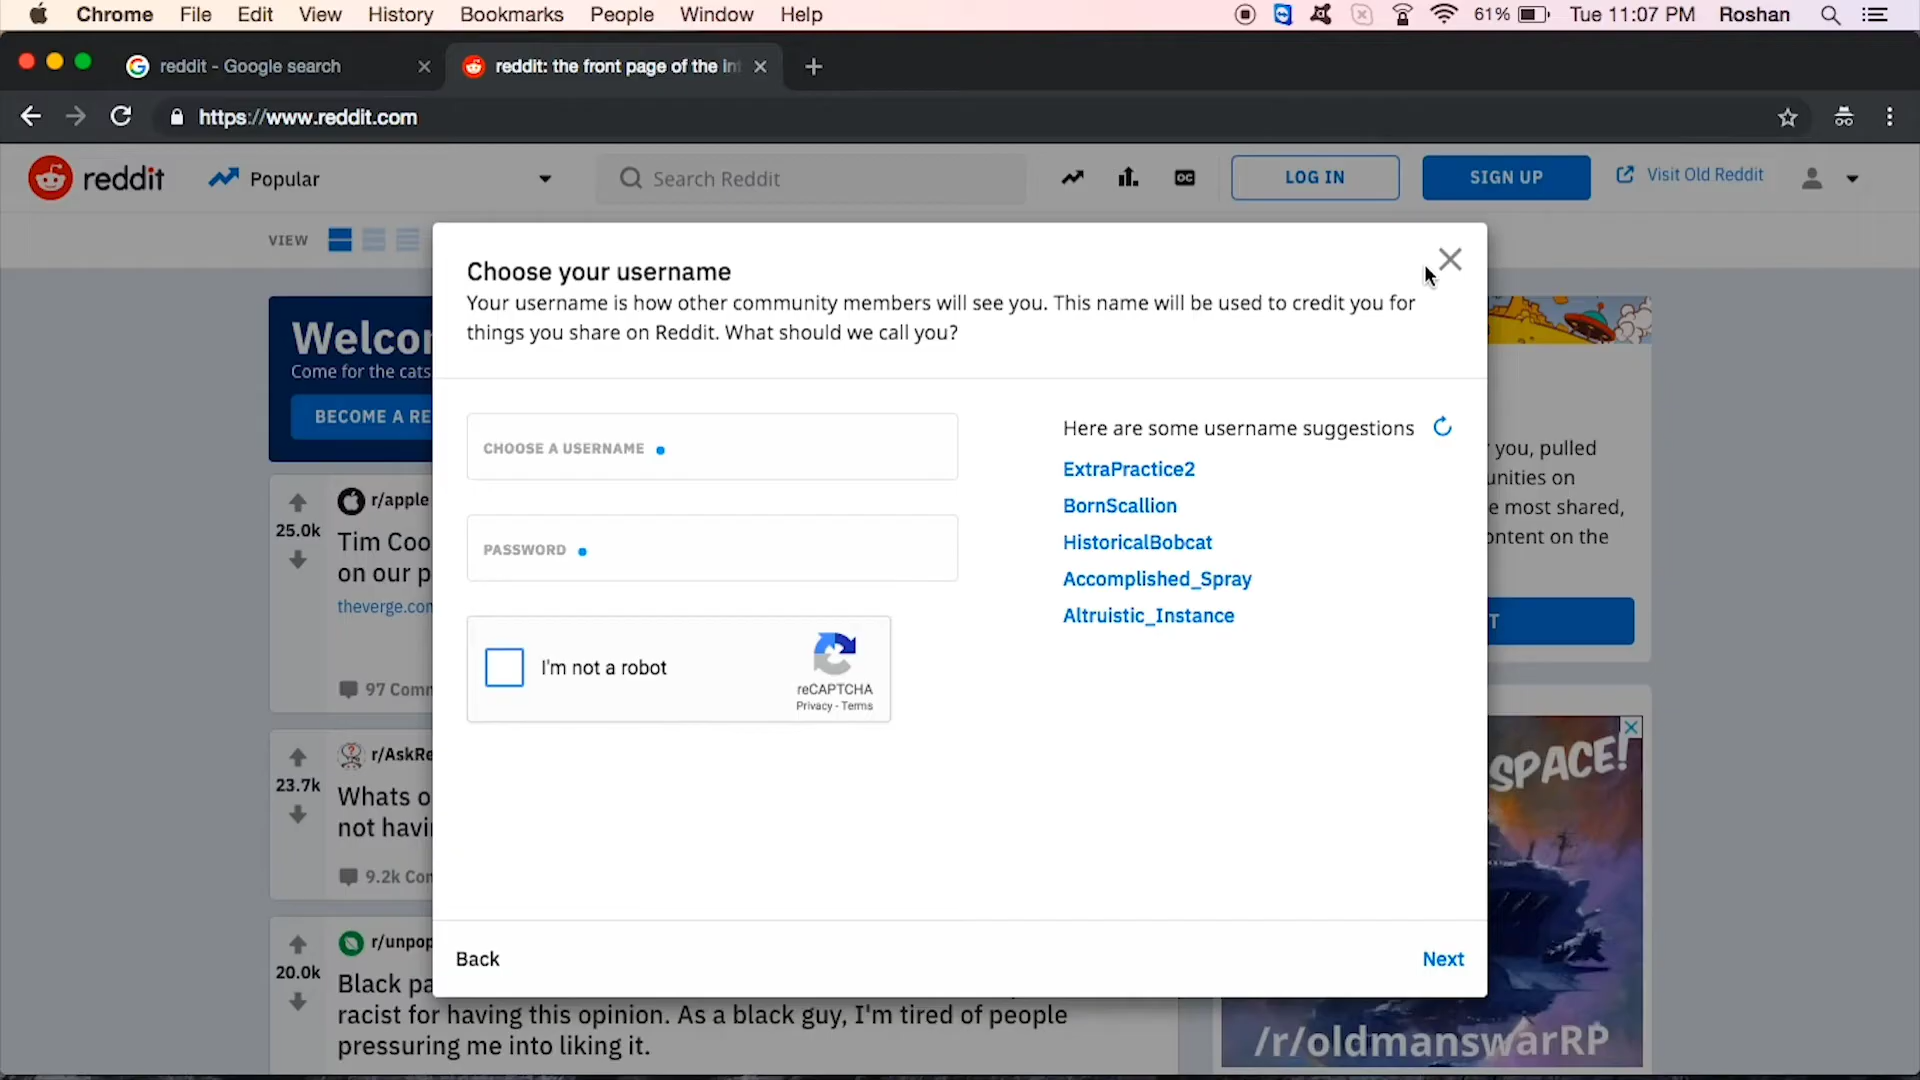 Chrome File Edit View History Bookmarks People Window Help 61% Tue 11:07 PM Roshan
reddit - Google search
reddit: the front page of the in
https://www.reddit.com
reddit
Popular
Search Reddit
LOG IN
SIGN UP
Visit Old Reddit
VIEW
Choose your username
Your username is how other community members will see you. This name will be used to credit you for
things you share on Reddit. What should we call you?
CHOOSE A USERNAME
PASSWORD
I'm not a robot
reCAPTCHA
Privacy - Terms
Here are some username suggestions
ExtraPractice2
BornScallion
HistoricalBobcat
Accomplished_Spray
Altruistic_Instance
Back
Next
Welcor
Come for the cats
BECOME A RE
25.0k
r/apple
Tim Coo
on our p
theverge.con
97 Comn
23.7k
r/AskRe
Whats o
not havi
9.2k Con
20.0k
r/unpop
Black pa
racist for having this opinion. As a black guy, I'm tired of people
pressuring me into liking it.
you, pulled
unities on
e most shared,
ontent on the
T
SPACE!
/r/oldmanswarRP